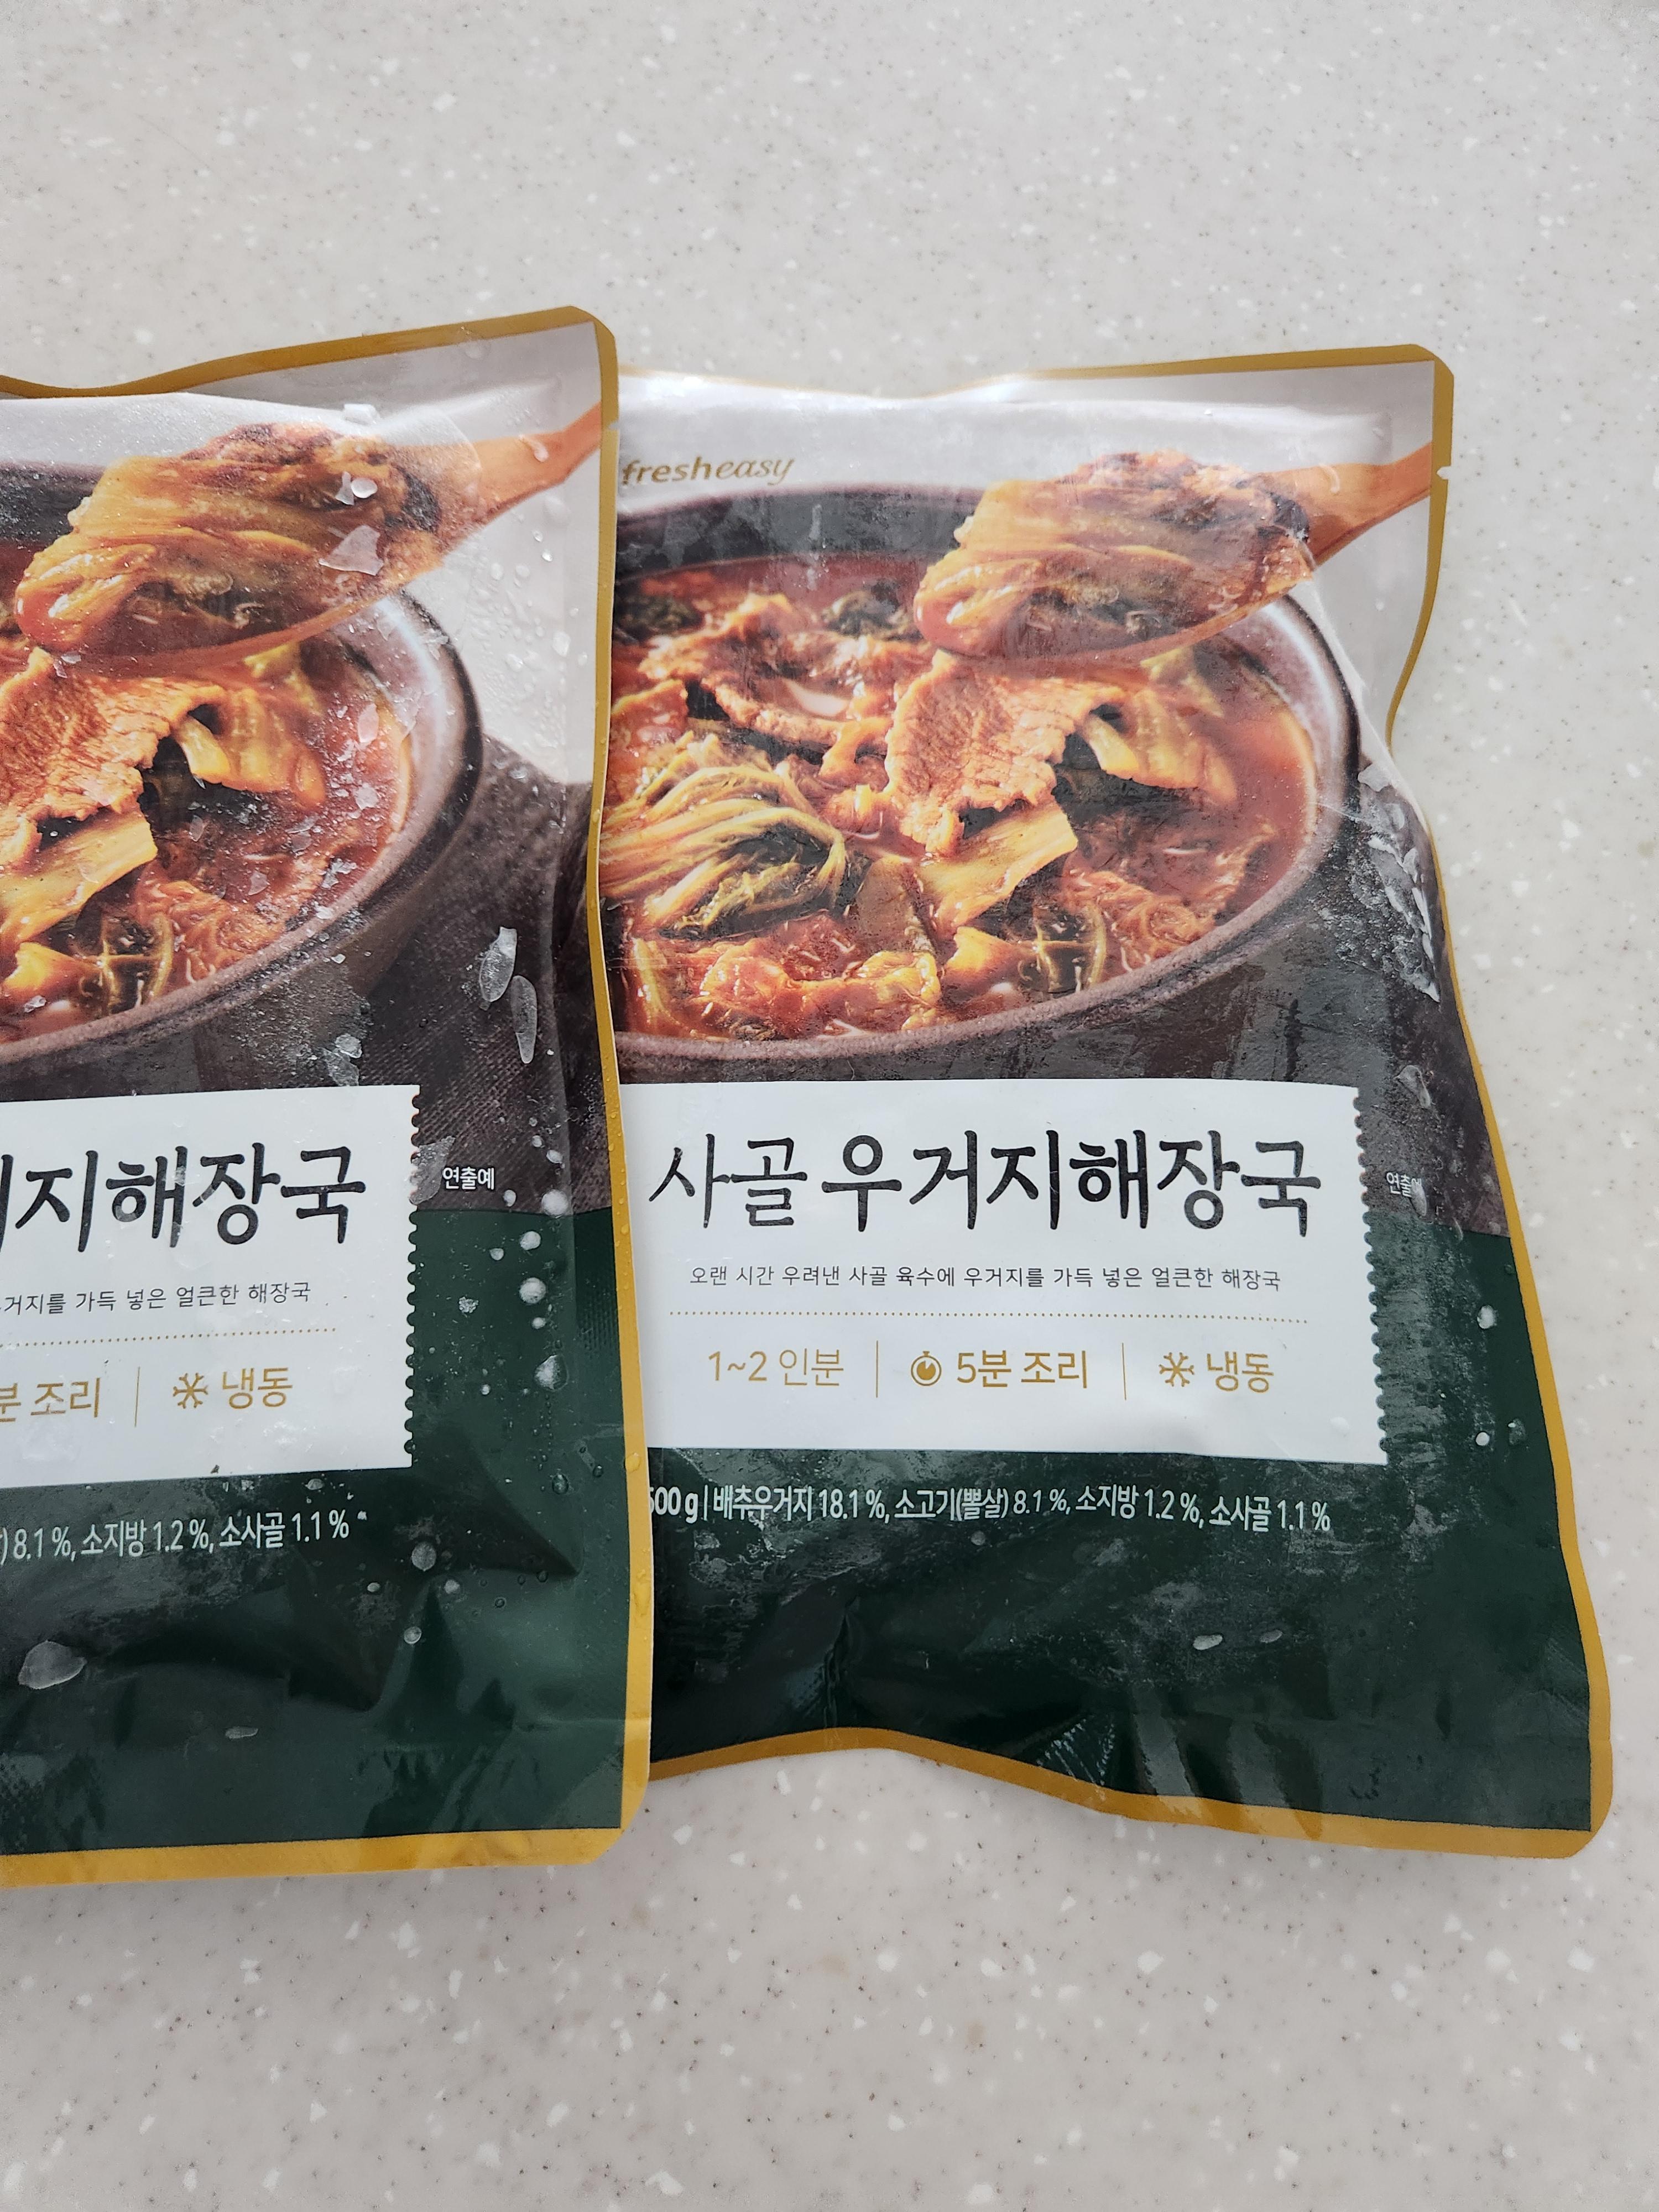 fresheasy
지해장국
연출예
거지를 가득 넣은 얼큰한 해장국
분 조리 냉동
8.1 %, 소지방 1.2 %, 소사골 1.1 %
사골 우거지해장국
연출예
오랜 시간 우려낸 사골 육수에 우거지를 가득 넣은 얼큰한 해장국
1~2 인분 5분 조리 냉동
600 g | 배추우거지 18.1 %, 소고기(뽈살) 8.1 %, 소지방 1.2 %, 소사골 1.1 %